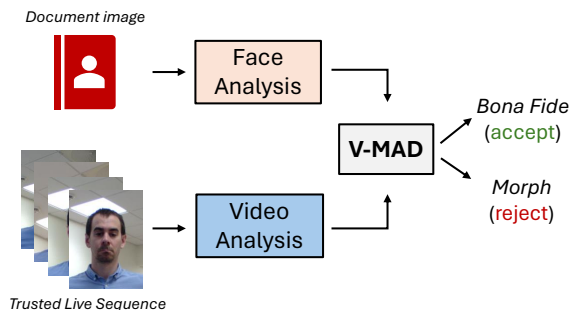 Document image
Face
Analysis
V-MAD
Bona Fide
(accept)
Morph
(reject)
Video
Analysis
Trusted Live Sequence